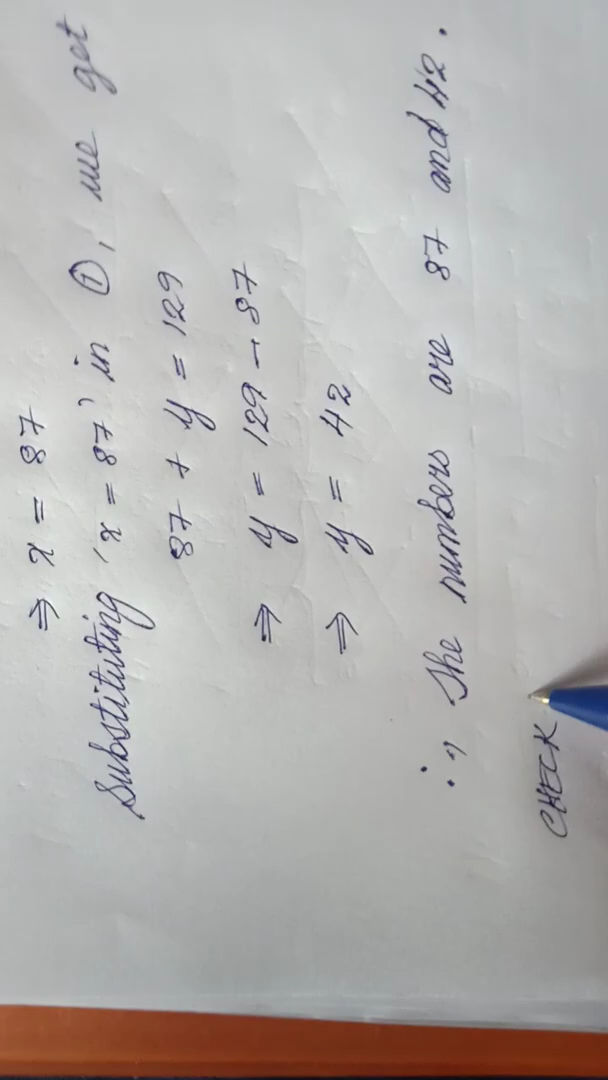 ⇒ x = 87
Substituting 'x = 87' in ①, we get
87 + y = 129
⇒ y = 129 - 87
⇒ y = 42
∴, The numbers are 87 and 42.
CHECK